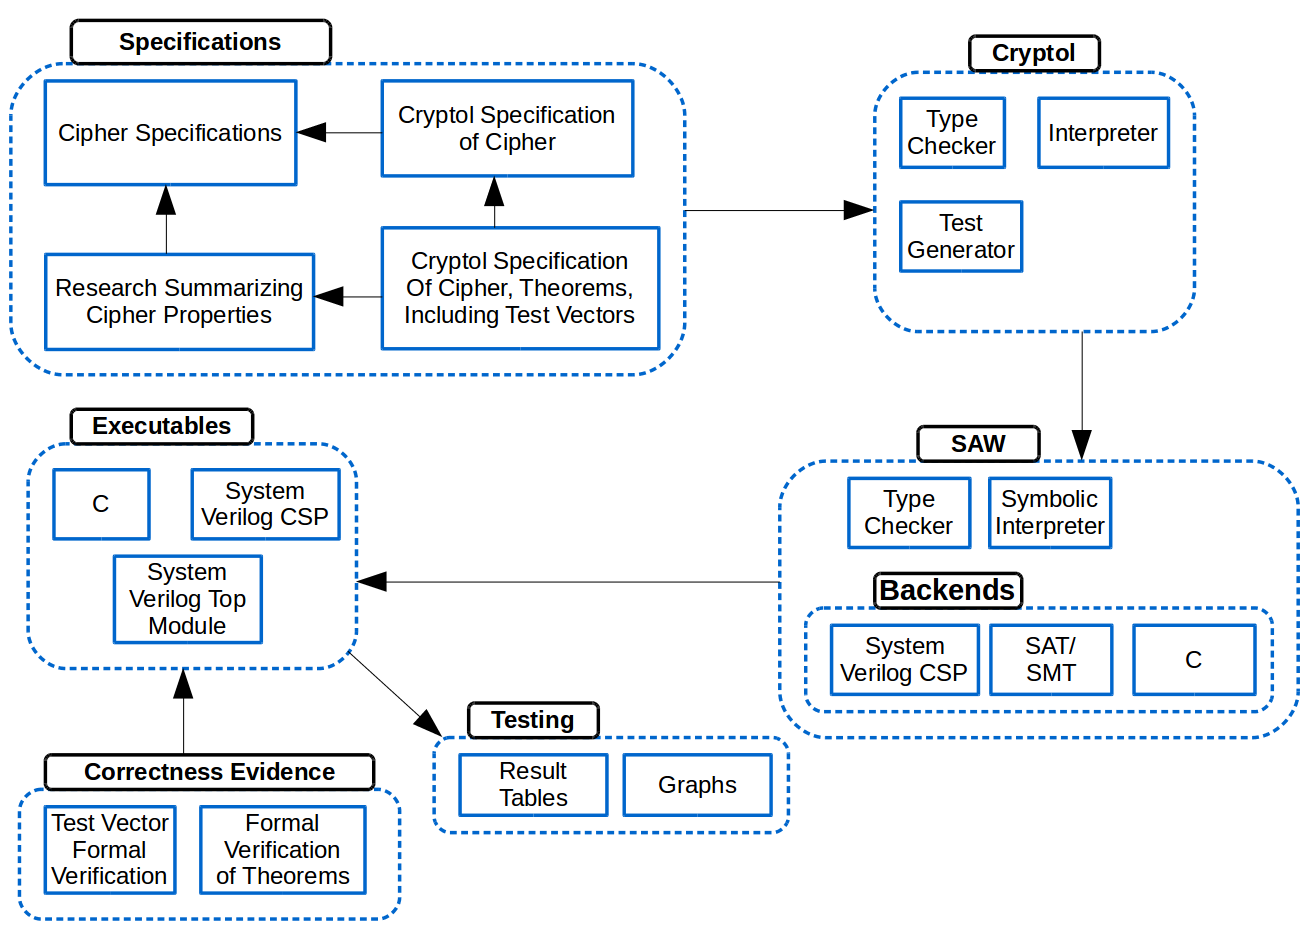 Specifications
Cipher Specifications
Cryptol Specification
of Cipher
Research Summarizing
Cipher Properties
Cryptol Specification
Of Cipher, Theorems,
Including Test Vectors
Cryptol
Type
Checker
Interpreter
Test
Generator
Executables
C
System
Verilog CSP
System
Verilog Top
Module
SAW
Type
Checker
Symbolic
Interpreter
Backends
System
Verilog CSP
SAT/
SMT
C
Testing
Result
Tables
Graphs
Correctness Evidence
Test Vector
Formal
Verification
Formal
Verification
of Theorems